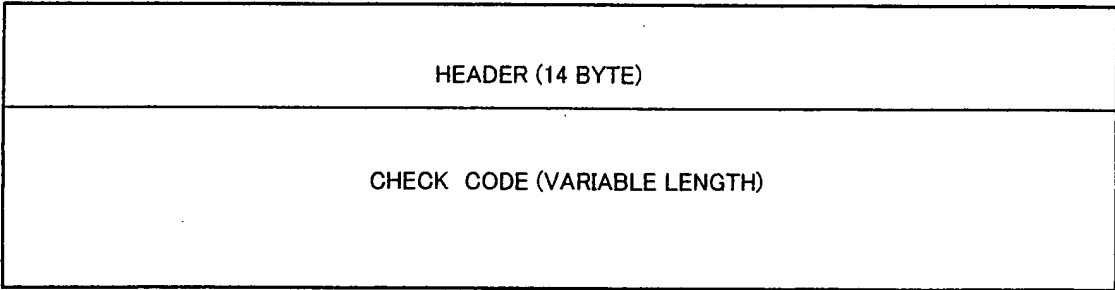 HEADER (14 BYTE)
CHECK CODE (VARIABLE LENGTH)